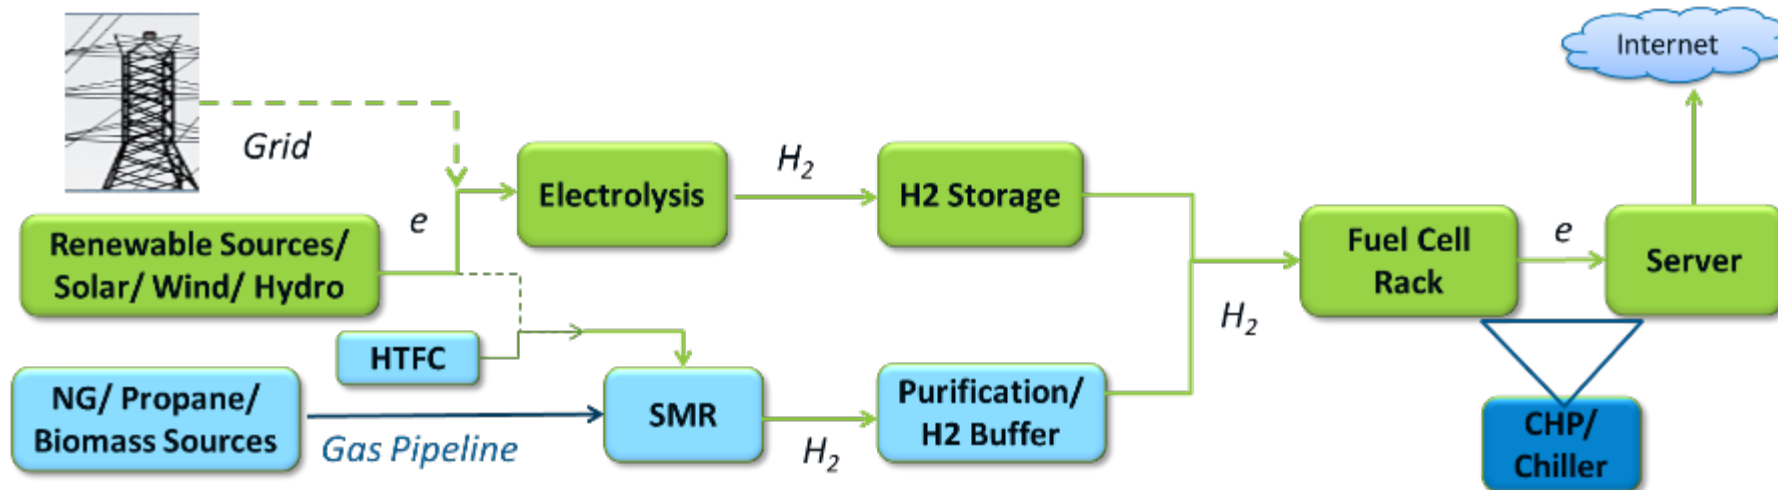 Internet
Grid
Electrolysis
H2
H2 Storage
e
Renewable Sources/
Solar/ Wind/ Hydro
Fuel Cell
Rack
e
Server
H2
HTFC
NG/ Propane/
Biomass Sources
Gas Pipeline
SMR
H2
Purification/
H2 Buffer
CHP/
Chiller